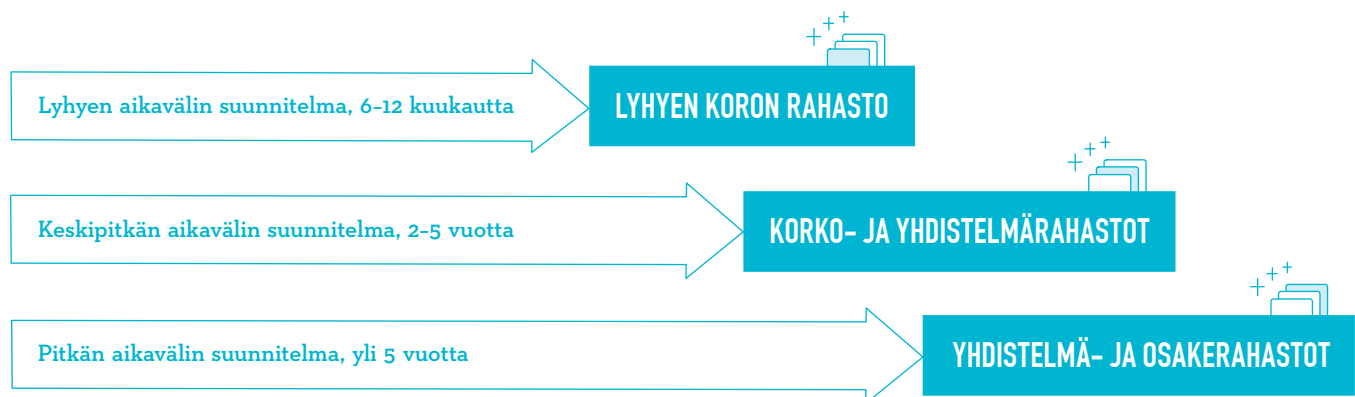 Lyhyen aikavälin suunnitelma, 6-12 kuukautta
LYHYEN KORON RAHASTO
Keskipitkän aikavälin suunnitelma, 2-5 vuotta
KORKO- JA YHDISTELMÄRAHASTOT
Pitkän aikavälin suunnitelma, yli 5 vuotta
YHDISTELMÄ- JA OSAKERAHASTOT